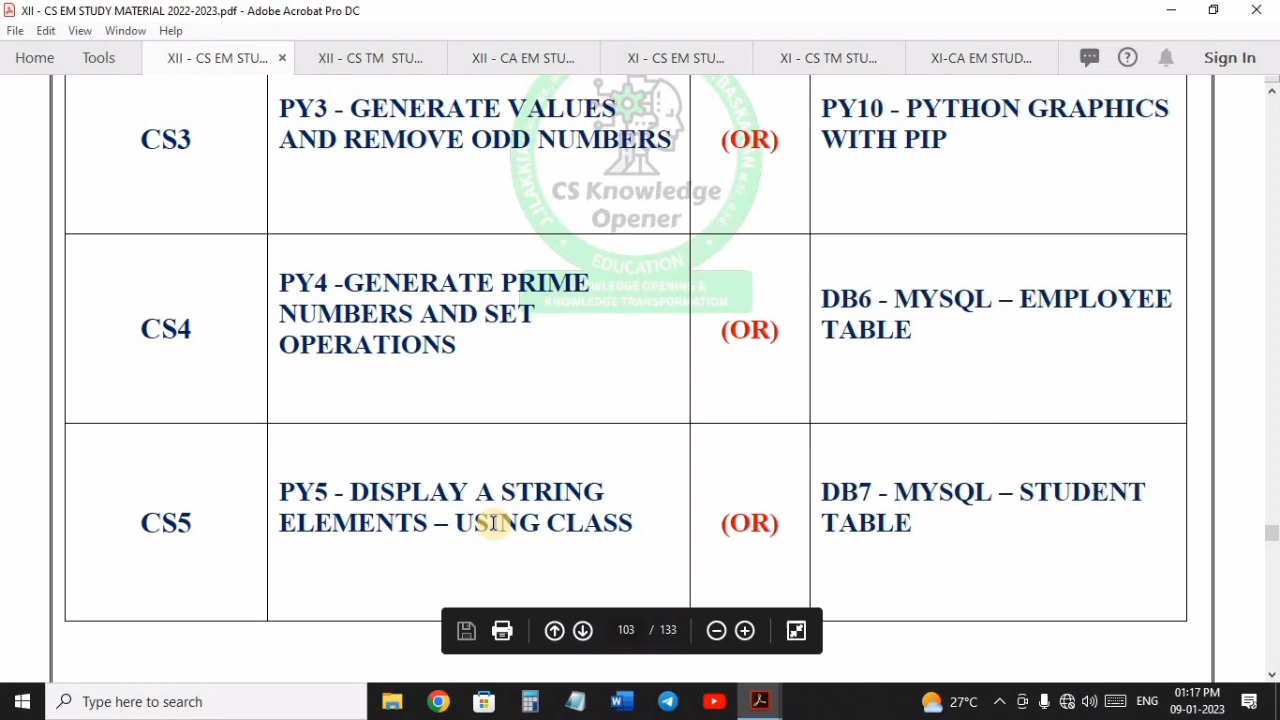 XII - CS EM STUDY MATERIAL 2022-2023.pdf - Adobe Acrobat Pro DC
File Edit View Window Help
Home Tools XII - CS EM STU... × XII - CS TM STU... XII - CA EM STU... XI - CS EM STU... XI - CS TM STU... XI-CA EM STUD... Sign In
CS3
PY3 - GENERATE VALUES
AND REMOVE ODD NUMBERS
(OR)
PY10 - PYTHON GRAPHICS
WITH PIP
CS Knowledge
Opener
EDUCATION
KNOWLEDGE OPENING &
KNOWLEDGE TRANSFORMATION
CS4
PY4 -GENERATE PRIME
NUMBERS AND SET
OPERATIONS
(OR)
DB6 - MYSQL – EMPLOYEE
TABLE
CS5
PY5 - DISPLAY A STRING
ELEMENTS – USING CLASS
(OR)
DB7 - MYSQL – STUDENT
TABLE
103 / 133
Type here to search
27°C
ENG
01:17 PM
09-01-2023